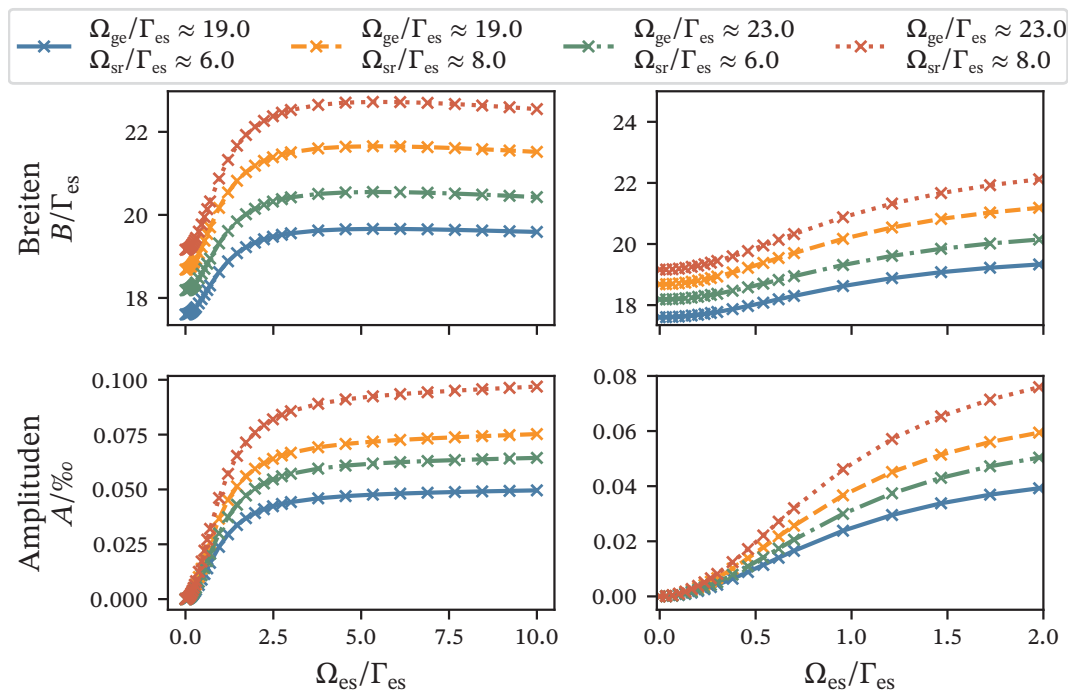 Ω_ge/Γ_es ≈ 19.0
Ω_sr/Γ_es ≈ 6.0
Ω_ge/Γ_es ≈ 19.0
Ω_sr/Γ_es ≈ 8.0
Ω_ge/Γ_es ≈ 23.0
Ω_sr/Γ_es ≈ 6.0
Ω_ge/Γ_es ≈ 23.0
Ω_sr/Γ_es ≈ 8.0
Breiten
B/Γ_es
22
20
18
24
22
20
18
Amplituden
A/‰
0.100
0.075
0.050
0.025
0.000
0.08
0.06
0.04
0.02
0.00
0.0 2.5 5.0 7.5 10.0
0.0 0.5 1.0 1.5 2.0
Ω_es/Γ_es
Ω_es/Γ_es